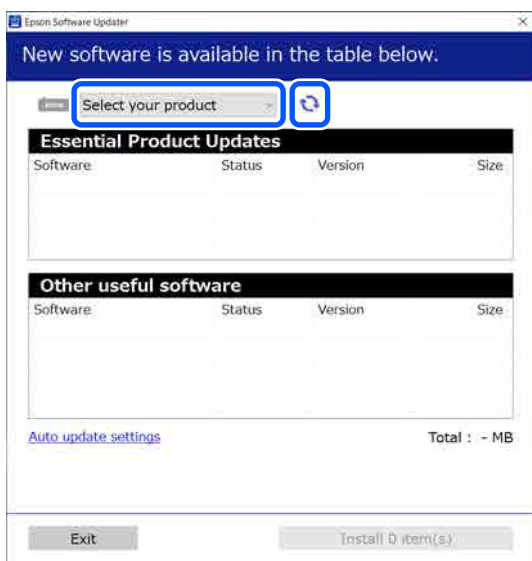 Epson Software Updater
New software is available in the table below.
Select your product
Essential Product Updates
Software Status Version Size
Other useful software
Software Status Version Size
Auto update settings Total : - MB
Exit Install 0 item(s)